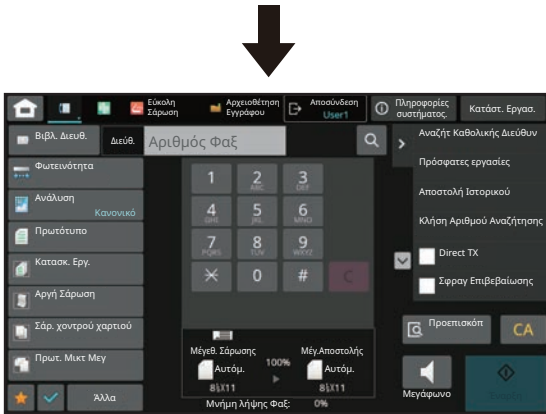 Εύκολη
Σάρωση
Αρχειοθέτηση
Εγγράφου
Αποσύνδεση
User1
Πληροφορίες
συστήματος.
Κατάστ. Εργασ.
Βιβλ. Διευθ.
Διεύθ.
Αριθμός Φαξ
Αναζήτ Καθολικής Διεύθυν
Φωτεινότητα
Πρόσφατες εργασίες
Ανάλυση
Κανονικό
Αποστολή Ιστορικού
Πρωτότυπο
Κλήση Αριθμού Αναζήτησης
Κατασκ. Εργ.
Direct TX
Αργή Σάρωση
Σφραγ Επιβεβαίωσης
Σάρ. χοντρού χαρτιού
Πρωτ. Μικτ Μεγ
Άλλα
1
2 ABC
3 DEF
4 GHI
5 JKL
6 MNO
7 PQRS
8 TUV
9 WXYZ
0
#
C
Μέγεθ. Σάρωσης
Μέγ.Αποστολής
Αυτόμ.
100%
Αυτόμ.
8½X11
8½X11
Μνήμη λήψης Φαξ: 0%
Προεπισκόπ
CA
Μεγάφωνο